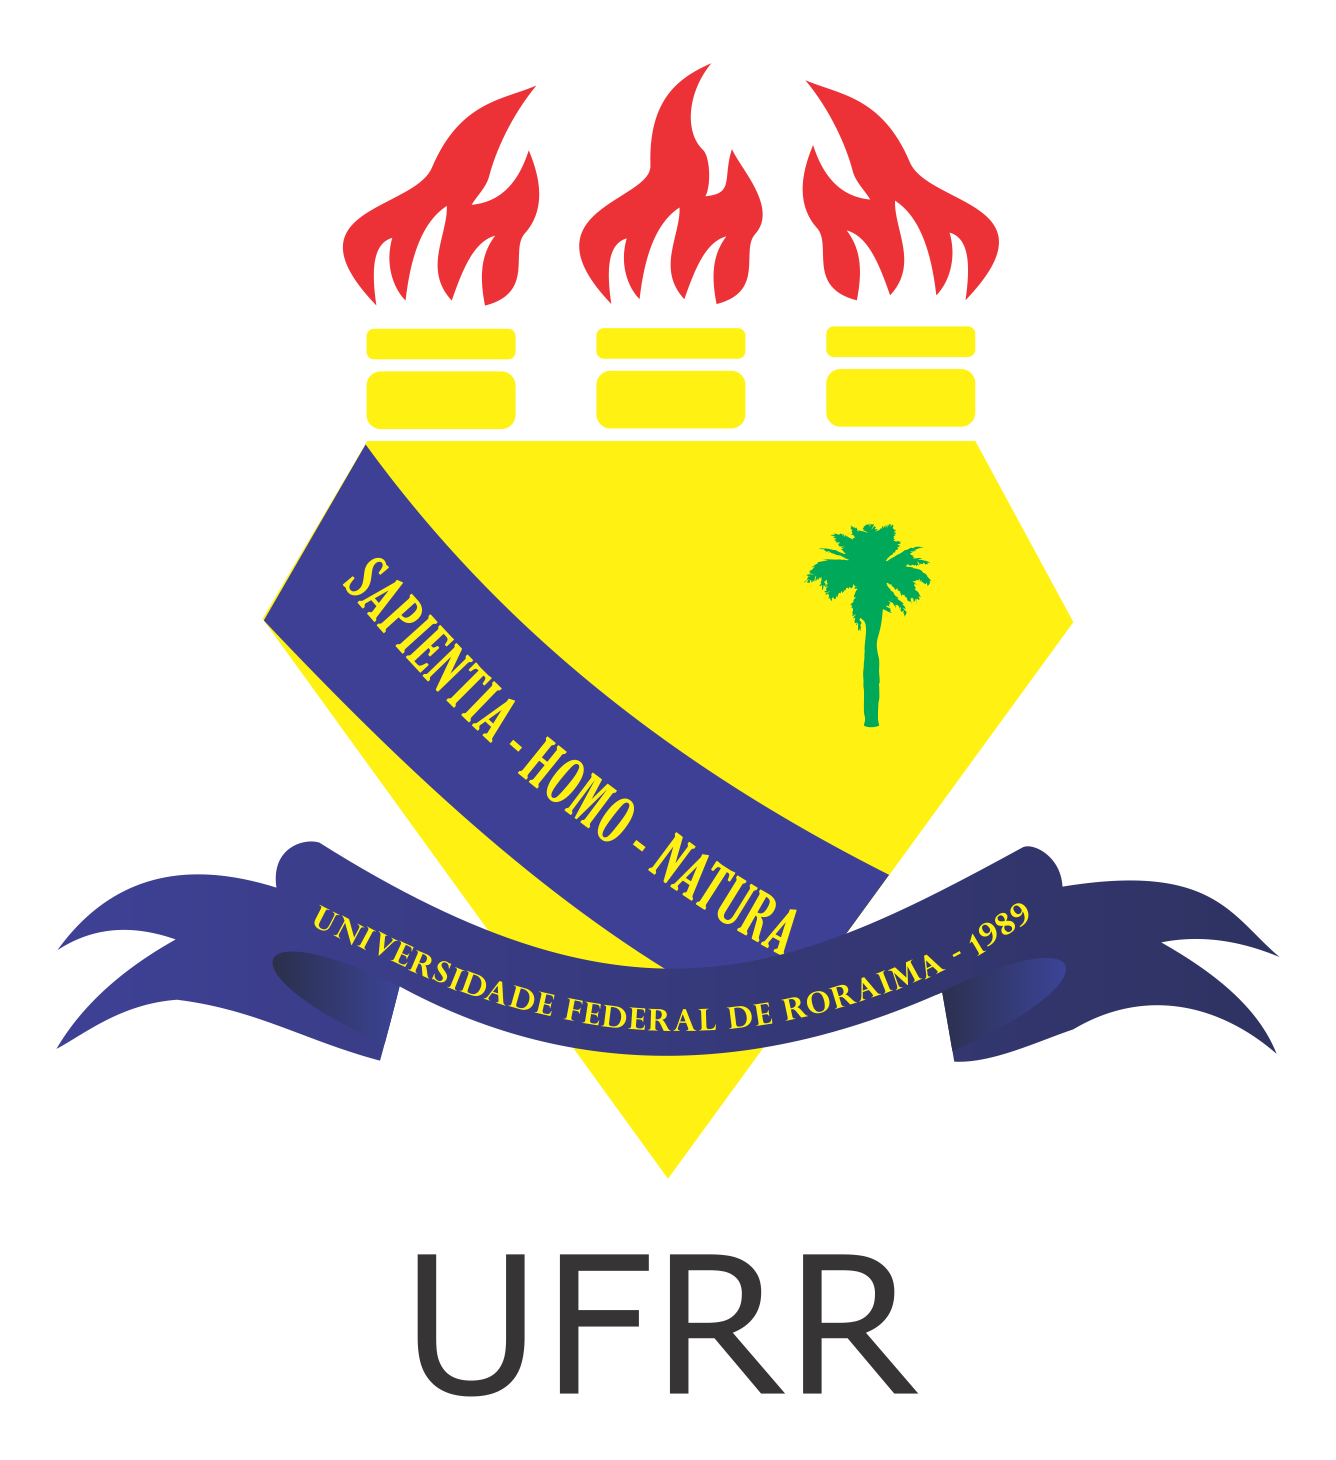 SAPIENTIA - HOMO - NATURA
UNIVERSIDADE FEDERAL DE RORAIMA - 1989
UFRR